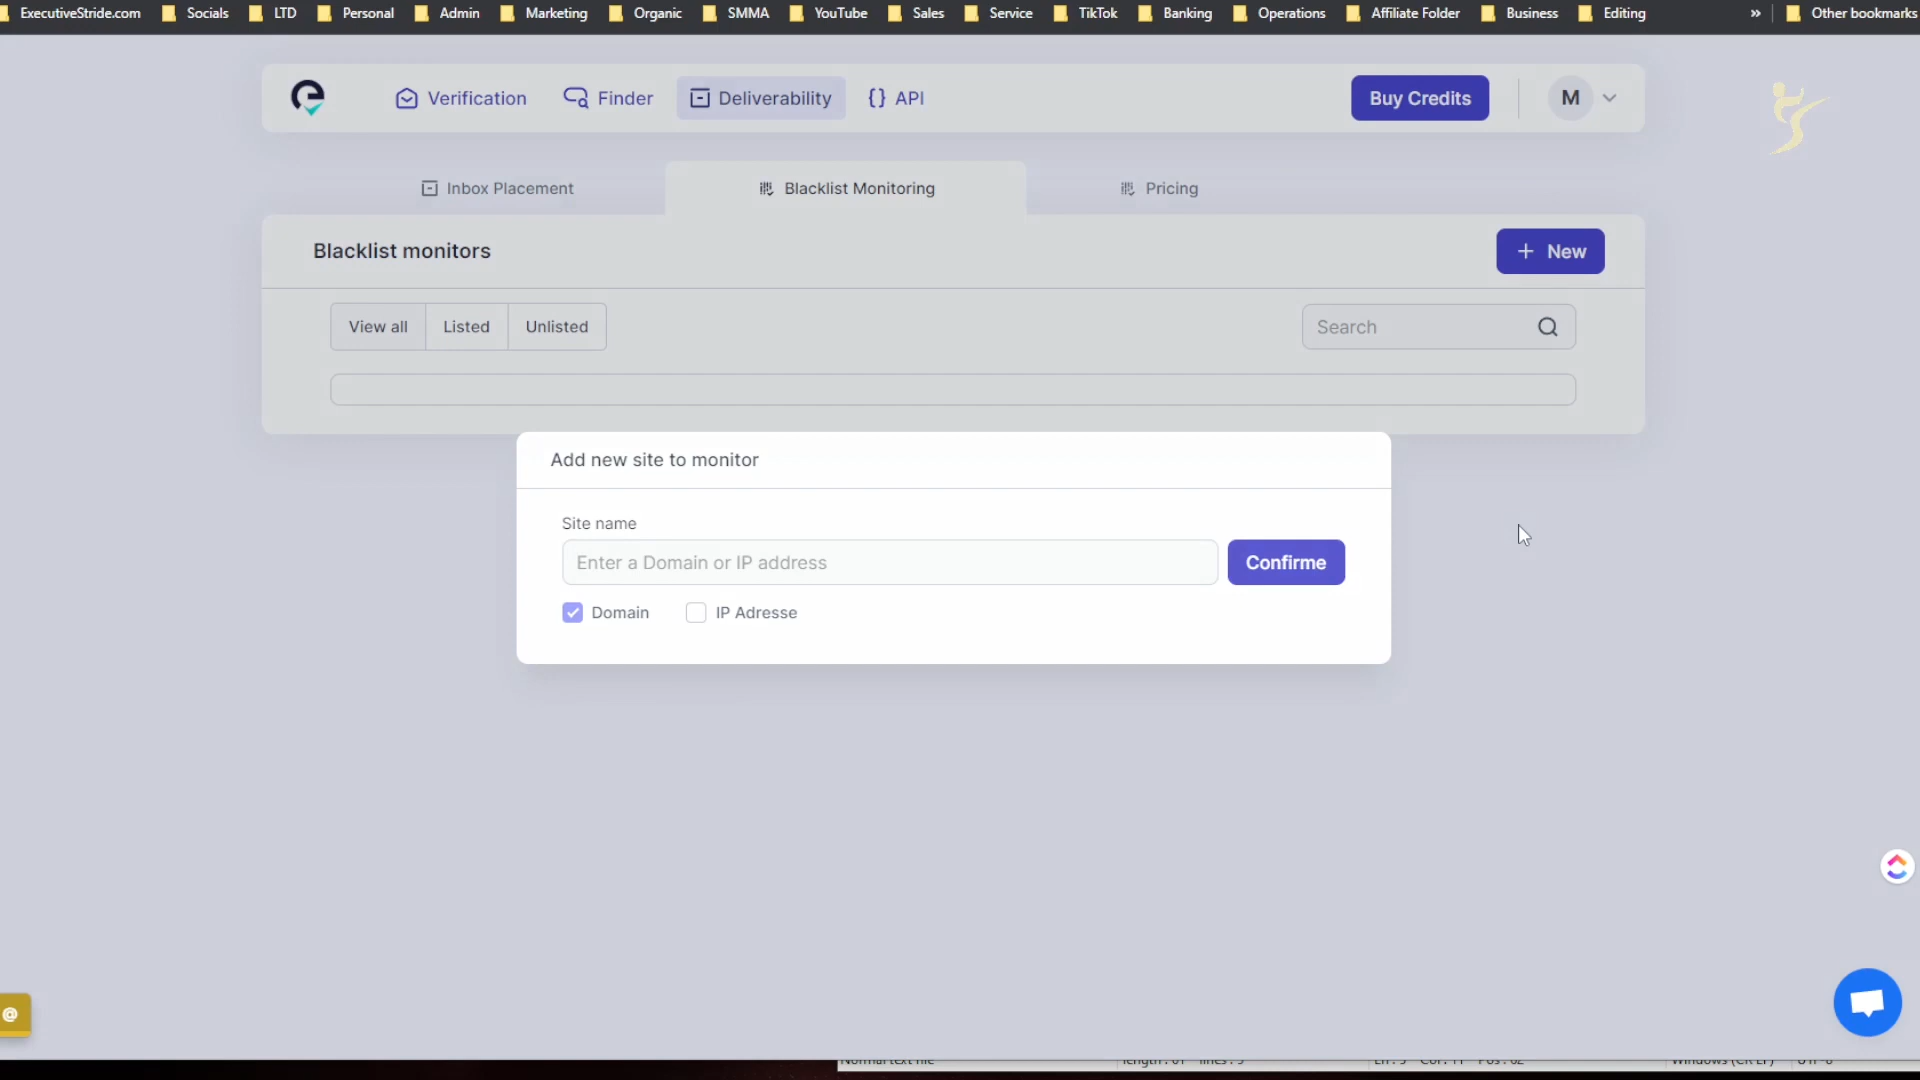 ExecutiveStride.com Socials LTD Personal Admin Marketing Organic SMMA YouTube Sales Service TikTok Banking Operations Affiliate Folder Business Editing » Other bookmarks
Verification Finder Deliverability {} API Buy Credits M
Inbox Placement Blacklist Monitoring Pricing
Blacklist monitors + New
View all Listed Unlisted Search
Add new site to monitor
Site name
Enter a Domain or IP address Confirme
Domain IP Adresse
@